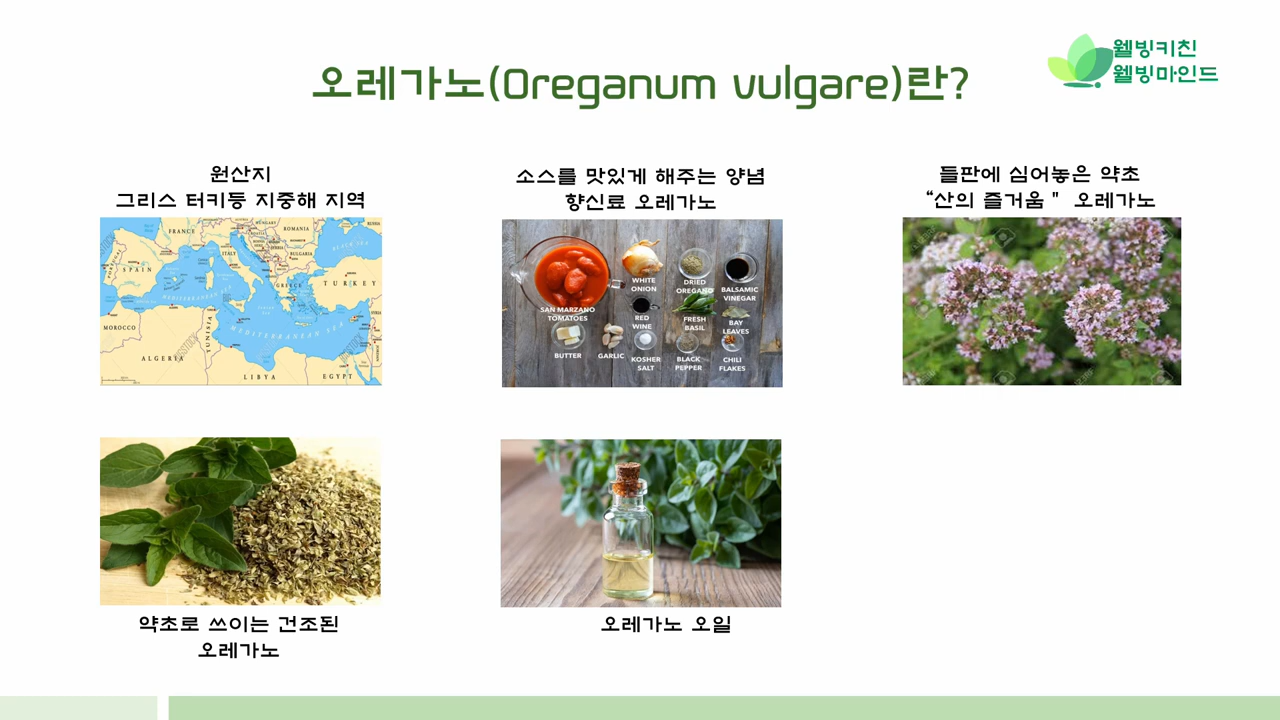 오레가노(Oreganum vulgare)란?
웰빙키친
웰빙마인드
원산지
그리스 터키등 지중해 지역
FRANCE
ROMANIA
BULGARIA
ITALY
SPAIN
GREECE
TURKEY
BLACK SEA
MEDITERRANEAN SEA
MOROCCO
ALGERIA
TUNISIA
LIBYA
EGYPT
소스를 맛있게 해주는 양념
향신료 오레가노
WHITE
ONION
DRIED
OREGANO
BALSAMIC
VINEGAR
SAN MARZANO
TOMATOES
RED
WINE
FRESH
BASIL
BAY
LEAVES
BUTTER
GARLIC
KOSHER
SALT
BLACK
PEPPER
CHILI
FLAKES
들판에 심어놓은 약초
“산의 즐거움 " 오레가노
약초로 쓰이는 건조된
오레가노
오레가노 오일